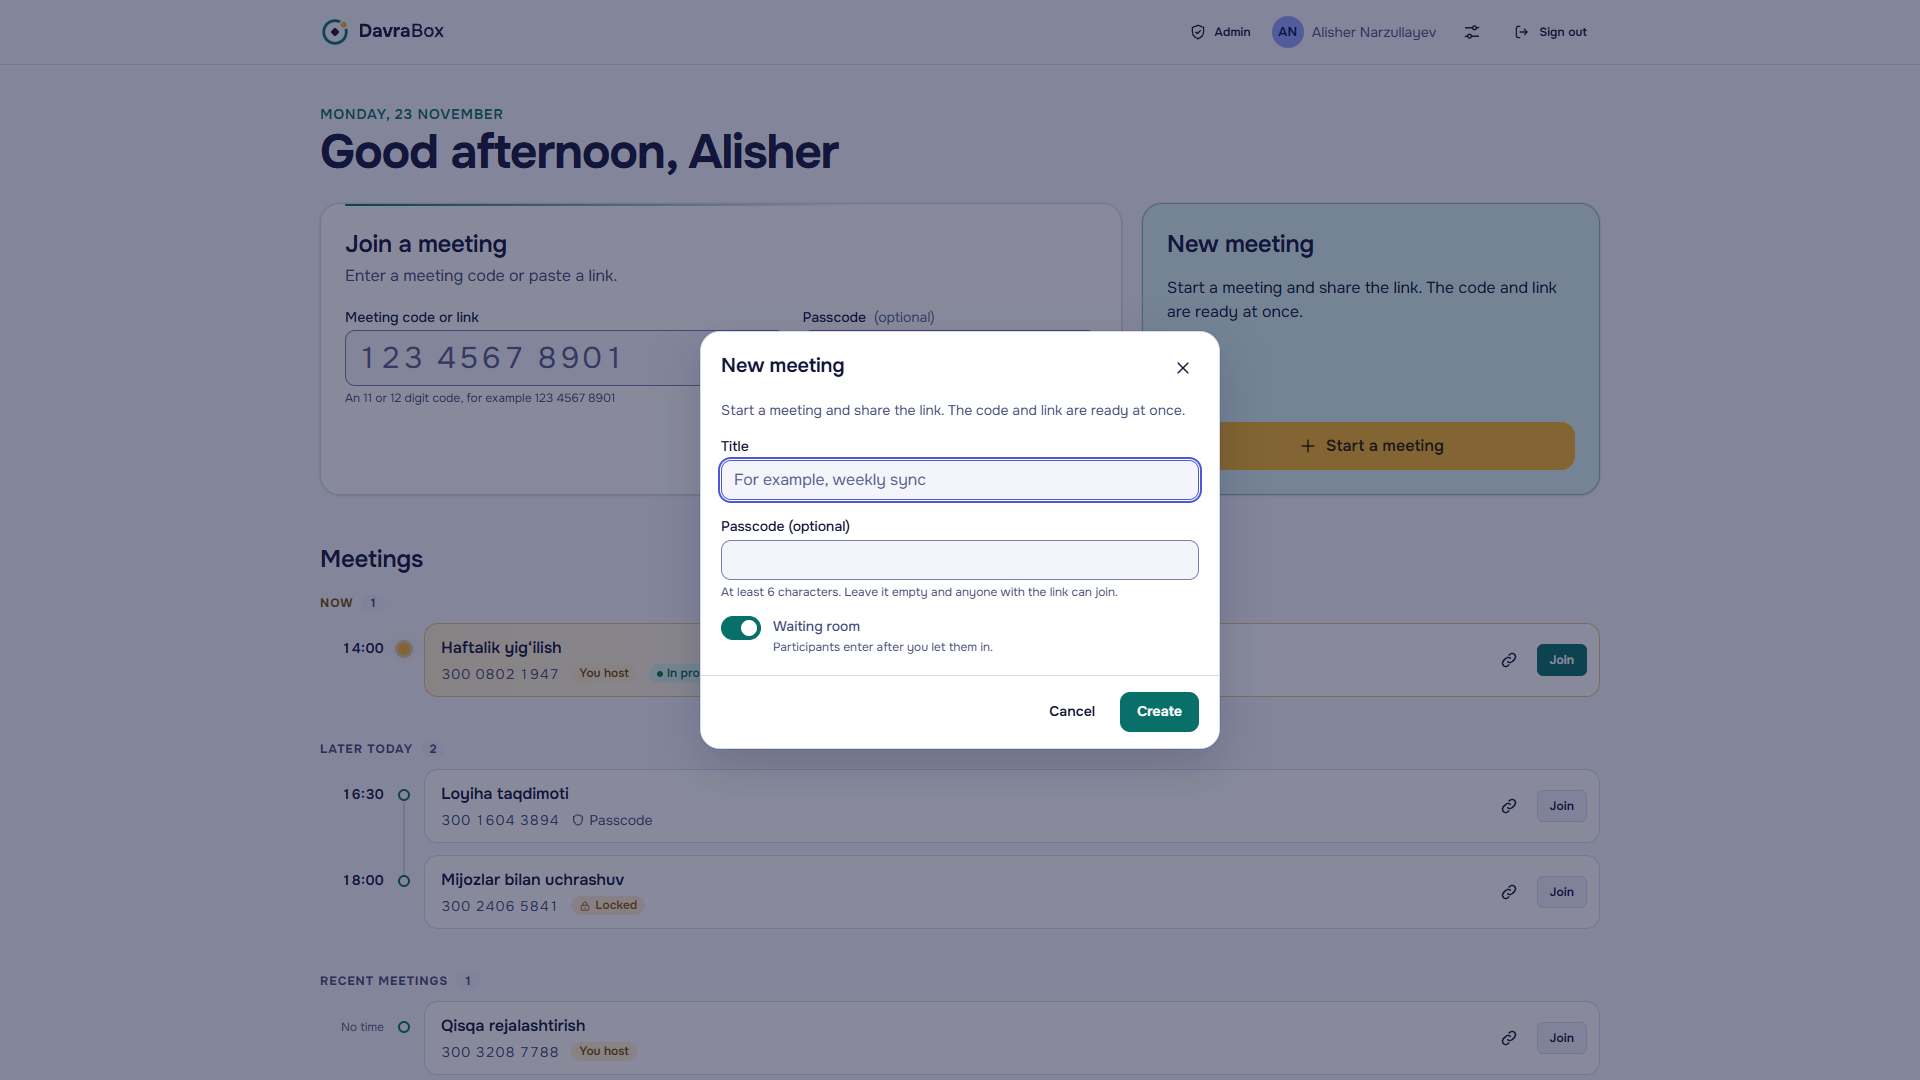 DavraBox
Admin
AN
Alisher Narzullayev
Sign out
MONDAY, 23 NOVEMBER
Good afternoon, Alisher
Join a meeting
Enter a meeting code or paste a link.
Meeting code or link
Passcode (optional)
123 4567 8901
An 11 or 12 digit code, for example 123 4567 8901
New meeting
Start a meeting and share the link. The code and link
are ready at once.
Start a meeting
New meeting
Start a meeting and share the link. The code and link are ready at once.
Title
For example, weekly sync
Passcode (optional)
At least 6 characters. Leave it empty and anyone with the link can join.
Waiting room
Participants enter after you let them in.
Cancel
Create
Meetings
NOW 1
14:00
Haftalik yig‘ilish
300 0802 1947
You host
In pro
Join
LATER TODAY 2
16:30
Loyiha taqdimoti
300 1604 3894
Passcode
Join
18:00
Mijozlar bilan uchrashuv
300 2406 5841
Locked
Join
RECENT MEETINGS 1
No time
Qisqa rejalashtirish
300 3208 7788
You host
Join